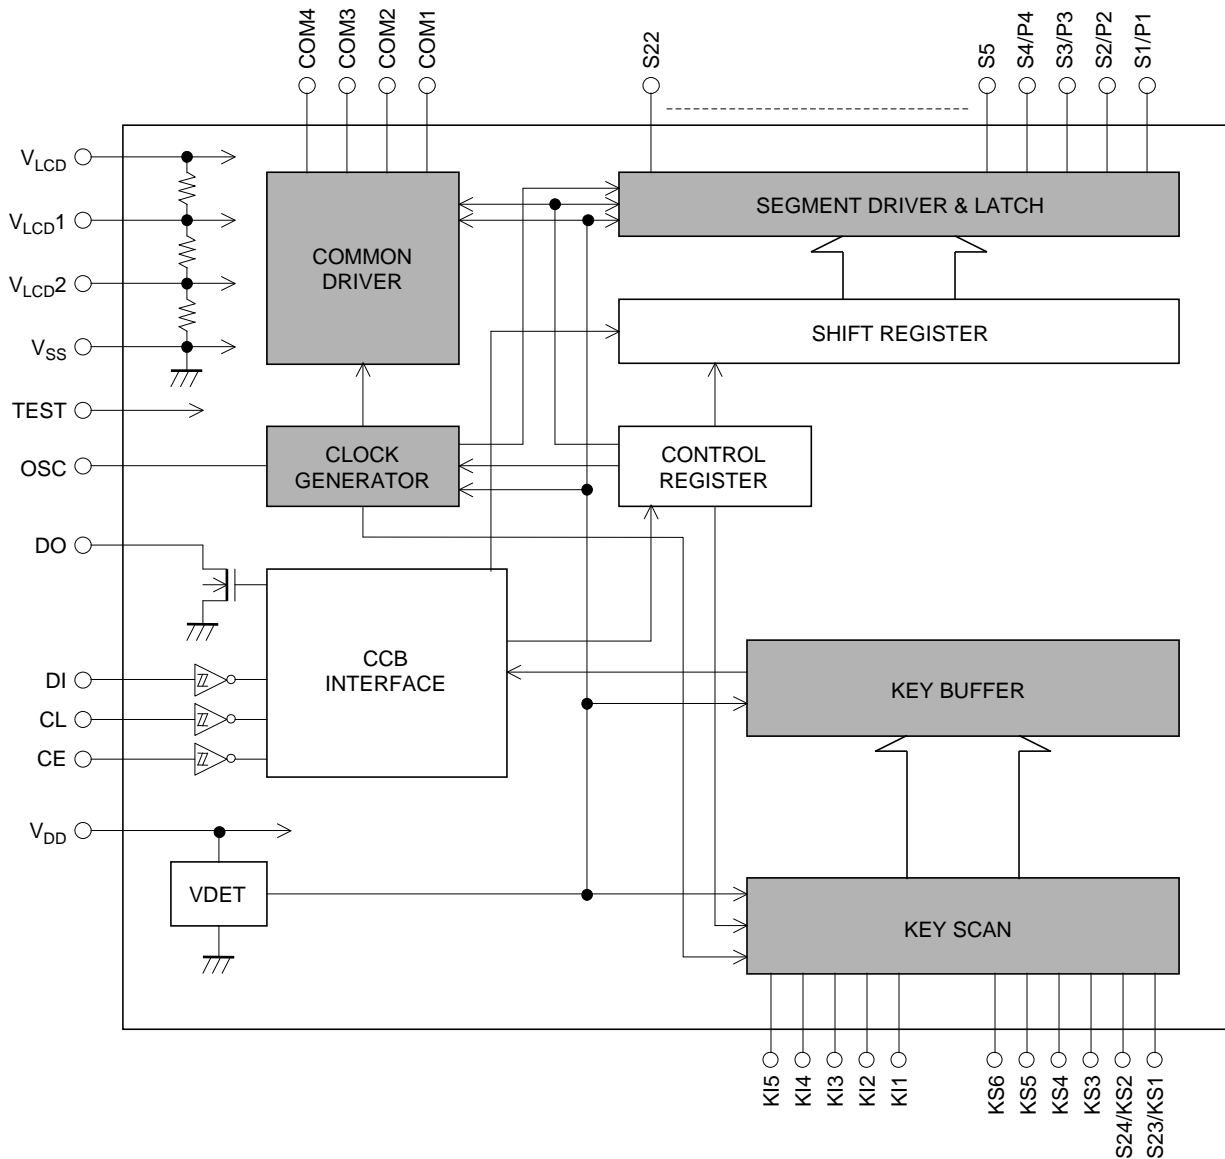 COM4
COM3
COM2
COM1
S22
S5
S4/P4
S3/P3
S2/P2
S1/P1
VLCD
VLCD1
VLCD2
VSS
TEST
OSC
DO
DI
CL
CE
VDD
COMMON
DRIVER
SEGMENT DRIVER & LATCH
SHIFT REGISTER
CLOCK
GENERATOR
CONTROL
REGISTER
CCB
INTERFACE
KEY BUFFER
VDET
KEY SCAN
KI5
KI4
KI3
KI2
KI1
KS6
KS5
KS4
KS3
S24/KS2
S23/KS1